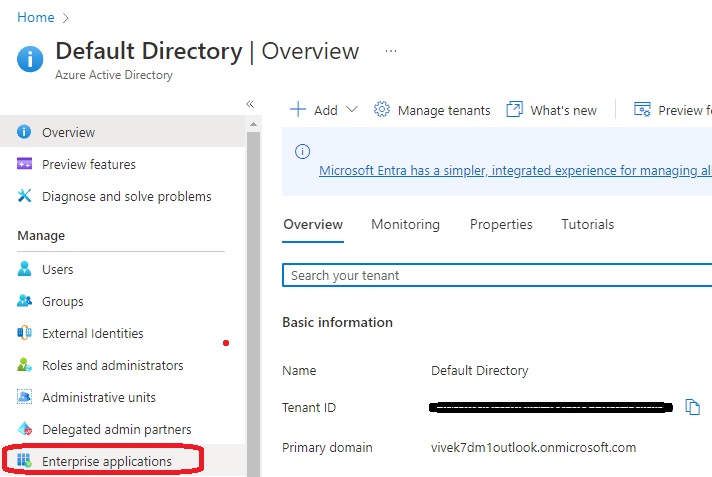 Home
Default Directory | Overview ...
Azure Active Directory
Overview
Preview features
Diagnose and solve problems
Manage
Users
Groups
External Identities
Roles and administrators
Administrative units
Delegated admin partners
Enterprise applications
Add Manage tenants What's new Preview f
Microsoft Entra has a simpler, integrated experience for managing al
Overview Monitoring Properties Tutorials
Search your tenant
Basic information
Name Default Directory
Tenant ID
Primary domain vivek7dm1outlook.onmicrosoft.com